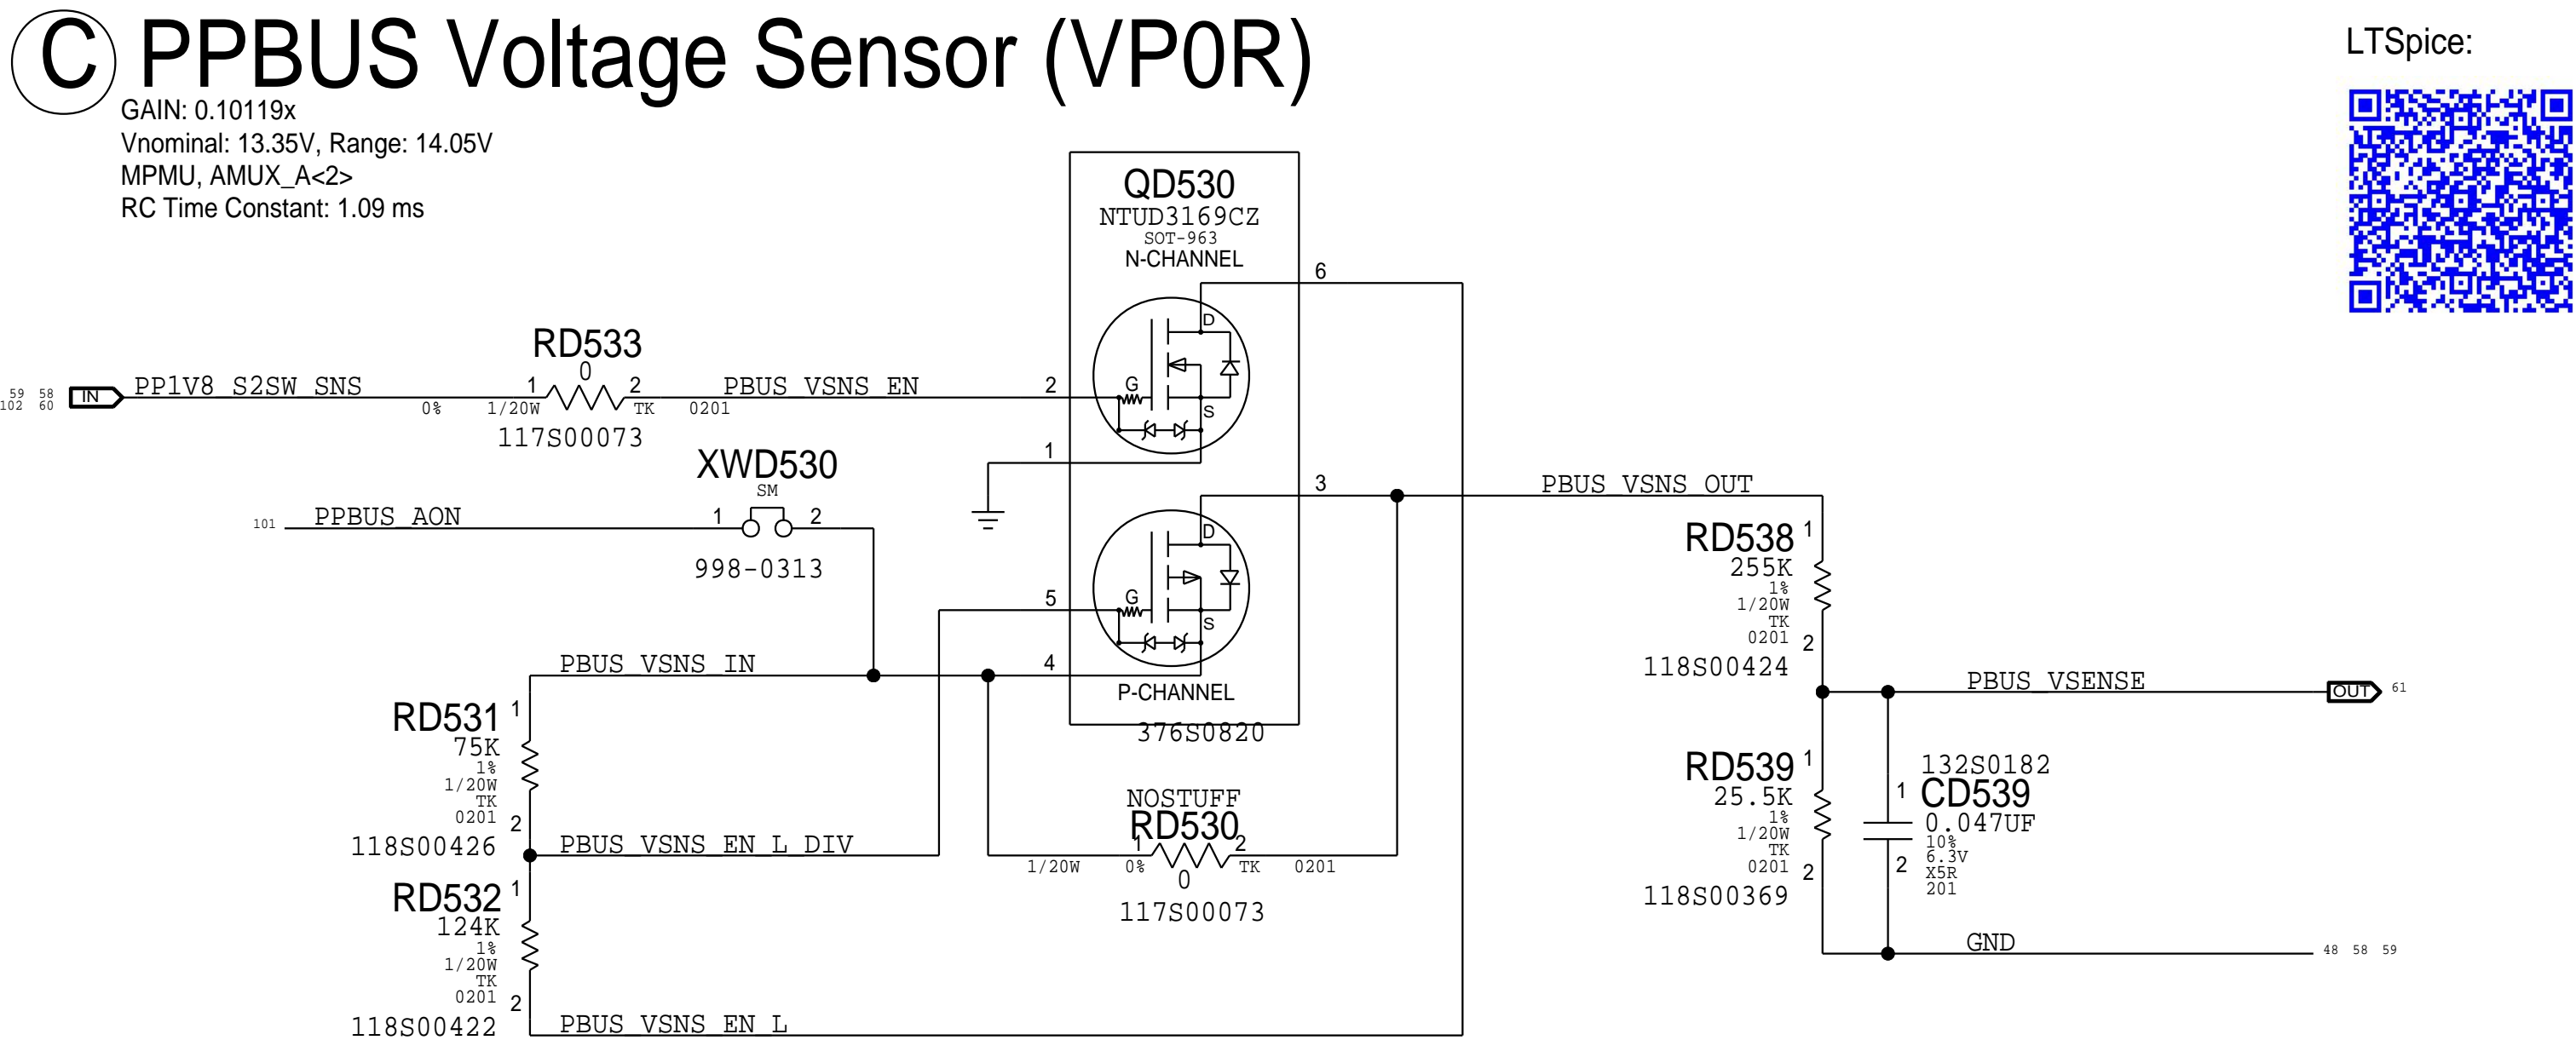 C PPBUS Voltage Sensor (VP0R)
GAIN: 0.10119x
Vnominal: 13.35V, Range: 14.05V
MPMU, AMUX_A<2>
RC Time Constant: 1.09 ms
LTSpice:
QD530
NTUD3169CZ
SOT-963
N-CHANNEL
6
D
G
S
2
1
59 58
102 60
IN
PP1V8_S2SW_SNS
RD533
0
1
2
0%
1/20W
TK
0201
117S00073
PBUS_VSNS_EN
XWD530
SM
101
PPBUS_AON
1
2
998-0313
3
D
G
S
5
4
P-CHANNEL
376S0820
PBUS_VSNS_OUT
PBUS_VSNS_IN
RD531
1
75K
1%
1/20W
TK
0201
2
118S00426
PBUS_VSNS_EN_L_DIV
RD532
1
124K
1%
1/20W
TK
0201
2
118S00422
PBUS_VSNS_EN_L
NOSTUFF
RD530
1
2
1/20W
0%
TK
0201
0
117S00073
RD538
1
255K
1%
1/20W
TK
0201
2
118S00424
PBUS_VSENSE
OUT
61
RD539
1
25.5K
1%
1/20W
TK
0201
2
118S00369
132S0182
1
CD539
0.047UF
10%
6.3V
2
X5R
201
GND
48 58 59